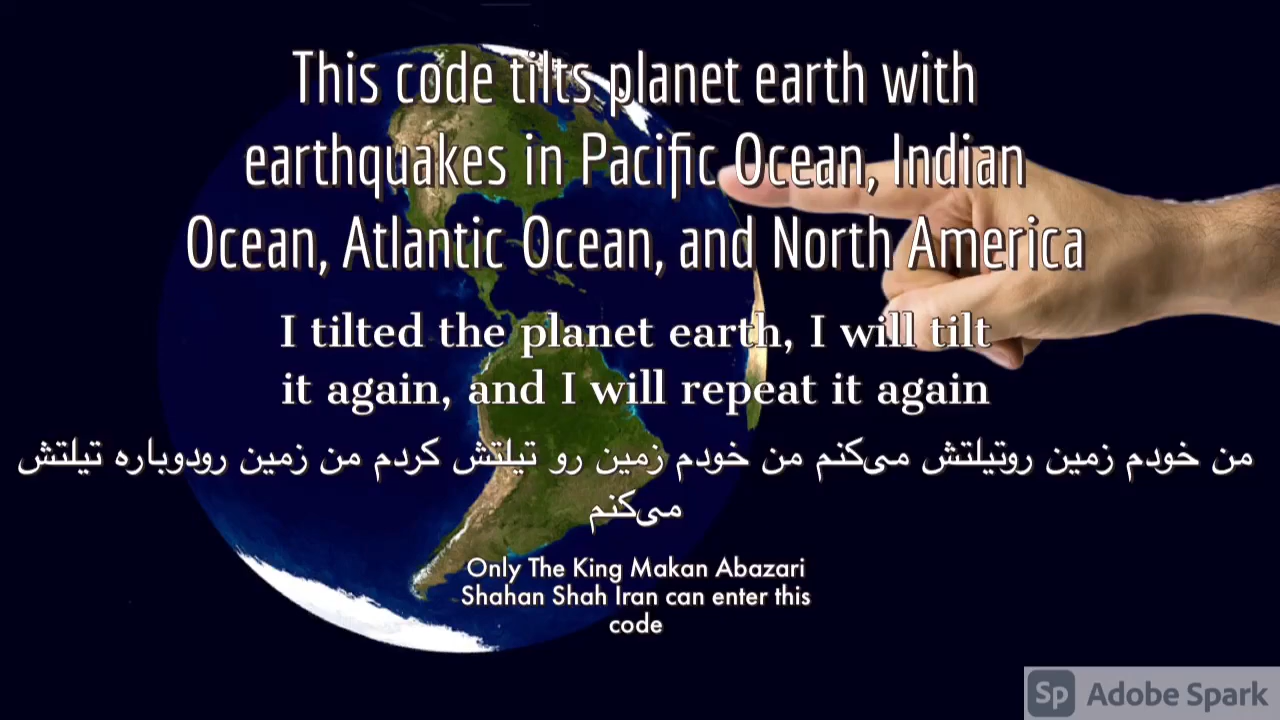 This code tilts planet earth with
earthquakes in Pacific Ocean, Indian
Ocean, Atlantic Ocean, and North America
I tilted the planet earth, I will tilt
it again, and I will repeat it again
من خودم زمین روتیلتش می‌کنم من خودم زمین رو تیلتش کردم من زمین رودوباره تیلتش
می‌کنم
Only The King Makan Abazari
Shahan Shah Iran can enter this
code
Sp Adobe Spark